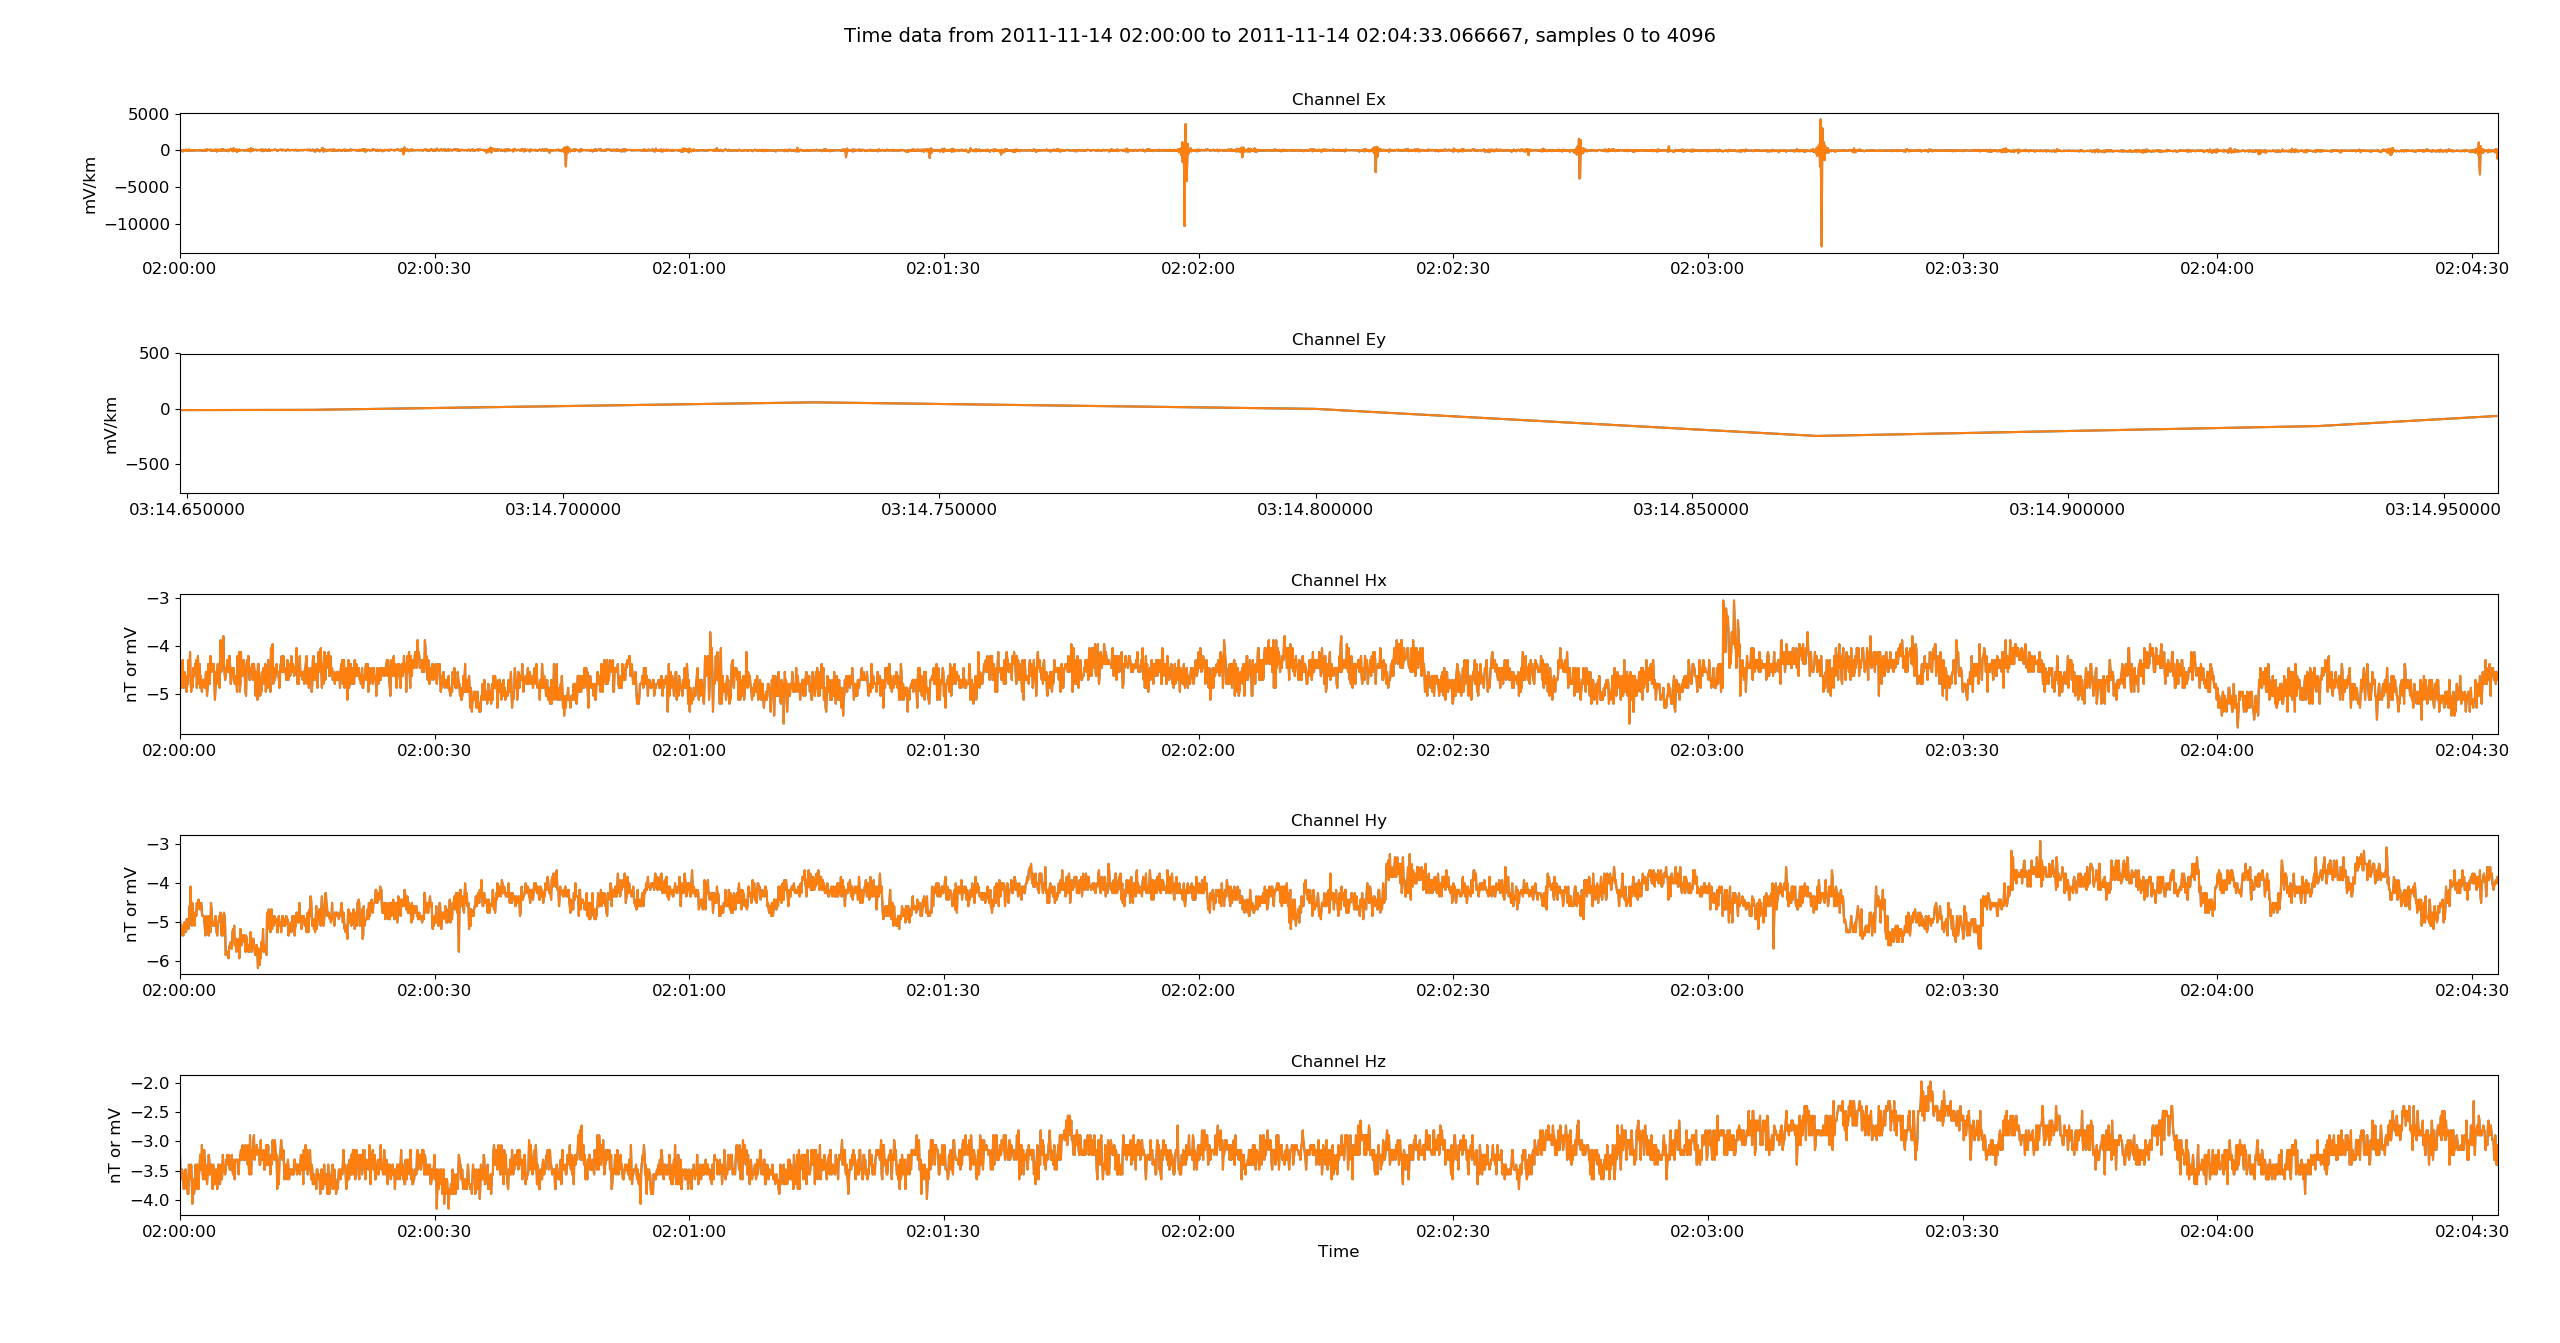 Time data from 2011-11-14 02:00:00 to 2011-11-14 02:04:33.066667, samples 0 to 4096
Channel Ex
mV/km
5000
0
−5000
−10000
02:00:00 02:00:30 02:01:00 02:01:30 02:02:00 02:02:30 02:03:00 02:03:30 02:04:00 02:04:30
Channel Ey
mV/km
500
0
−500
03:14.650000 03:14.700000 03:14.750000 03:14.800000 03:14.850000 03:14.900000 03:14.950000
Channel Hx
nT or mV
−3
−4
−5
02:00:00 02:00:30 02:01:00 02:01:30 02:02:00 02:02:30 02:03:00 02:03:30 02:04:00 02:04:30
Channel Hy
nT or mV
−3
−4
−5
−6
02:00:00 02:00:30 02:01:00 02:01:30 02:02:00 02:02:30 02:03:00 02:03:30 02:04:00 02:04:30
Channel Hz
nT or mV
−2.0
−2.5
−3.0
−3.5
−4.0
02:00:00 02:00:30 02:01:00 02:01:30 02:02:00 02:02:30 02:03:00 02:03:30 02:04:00 02:04:30
Time